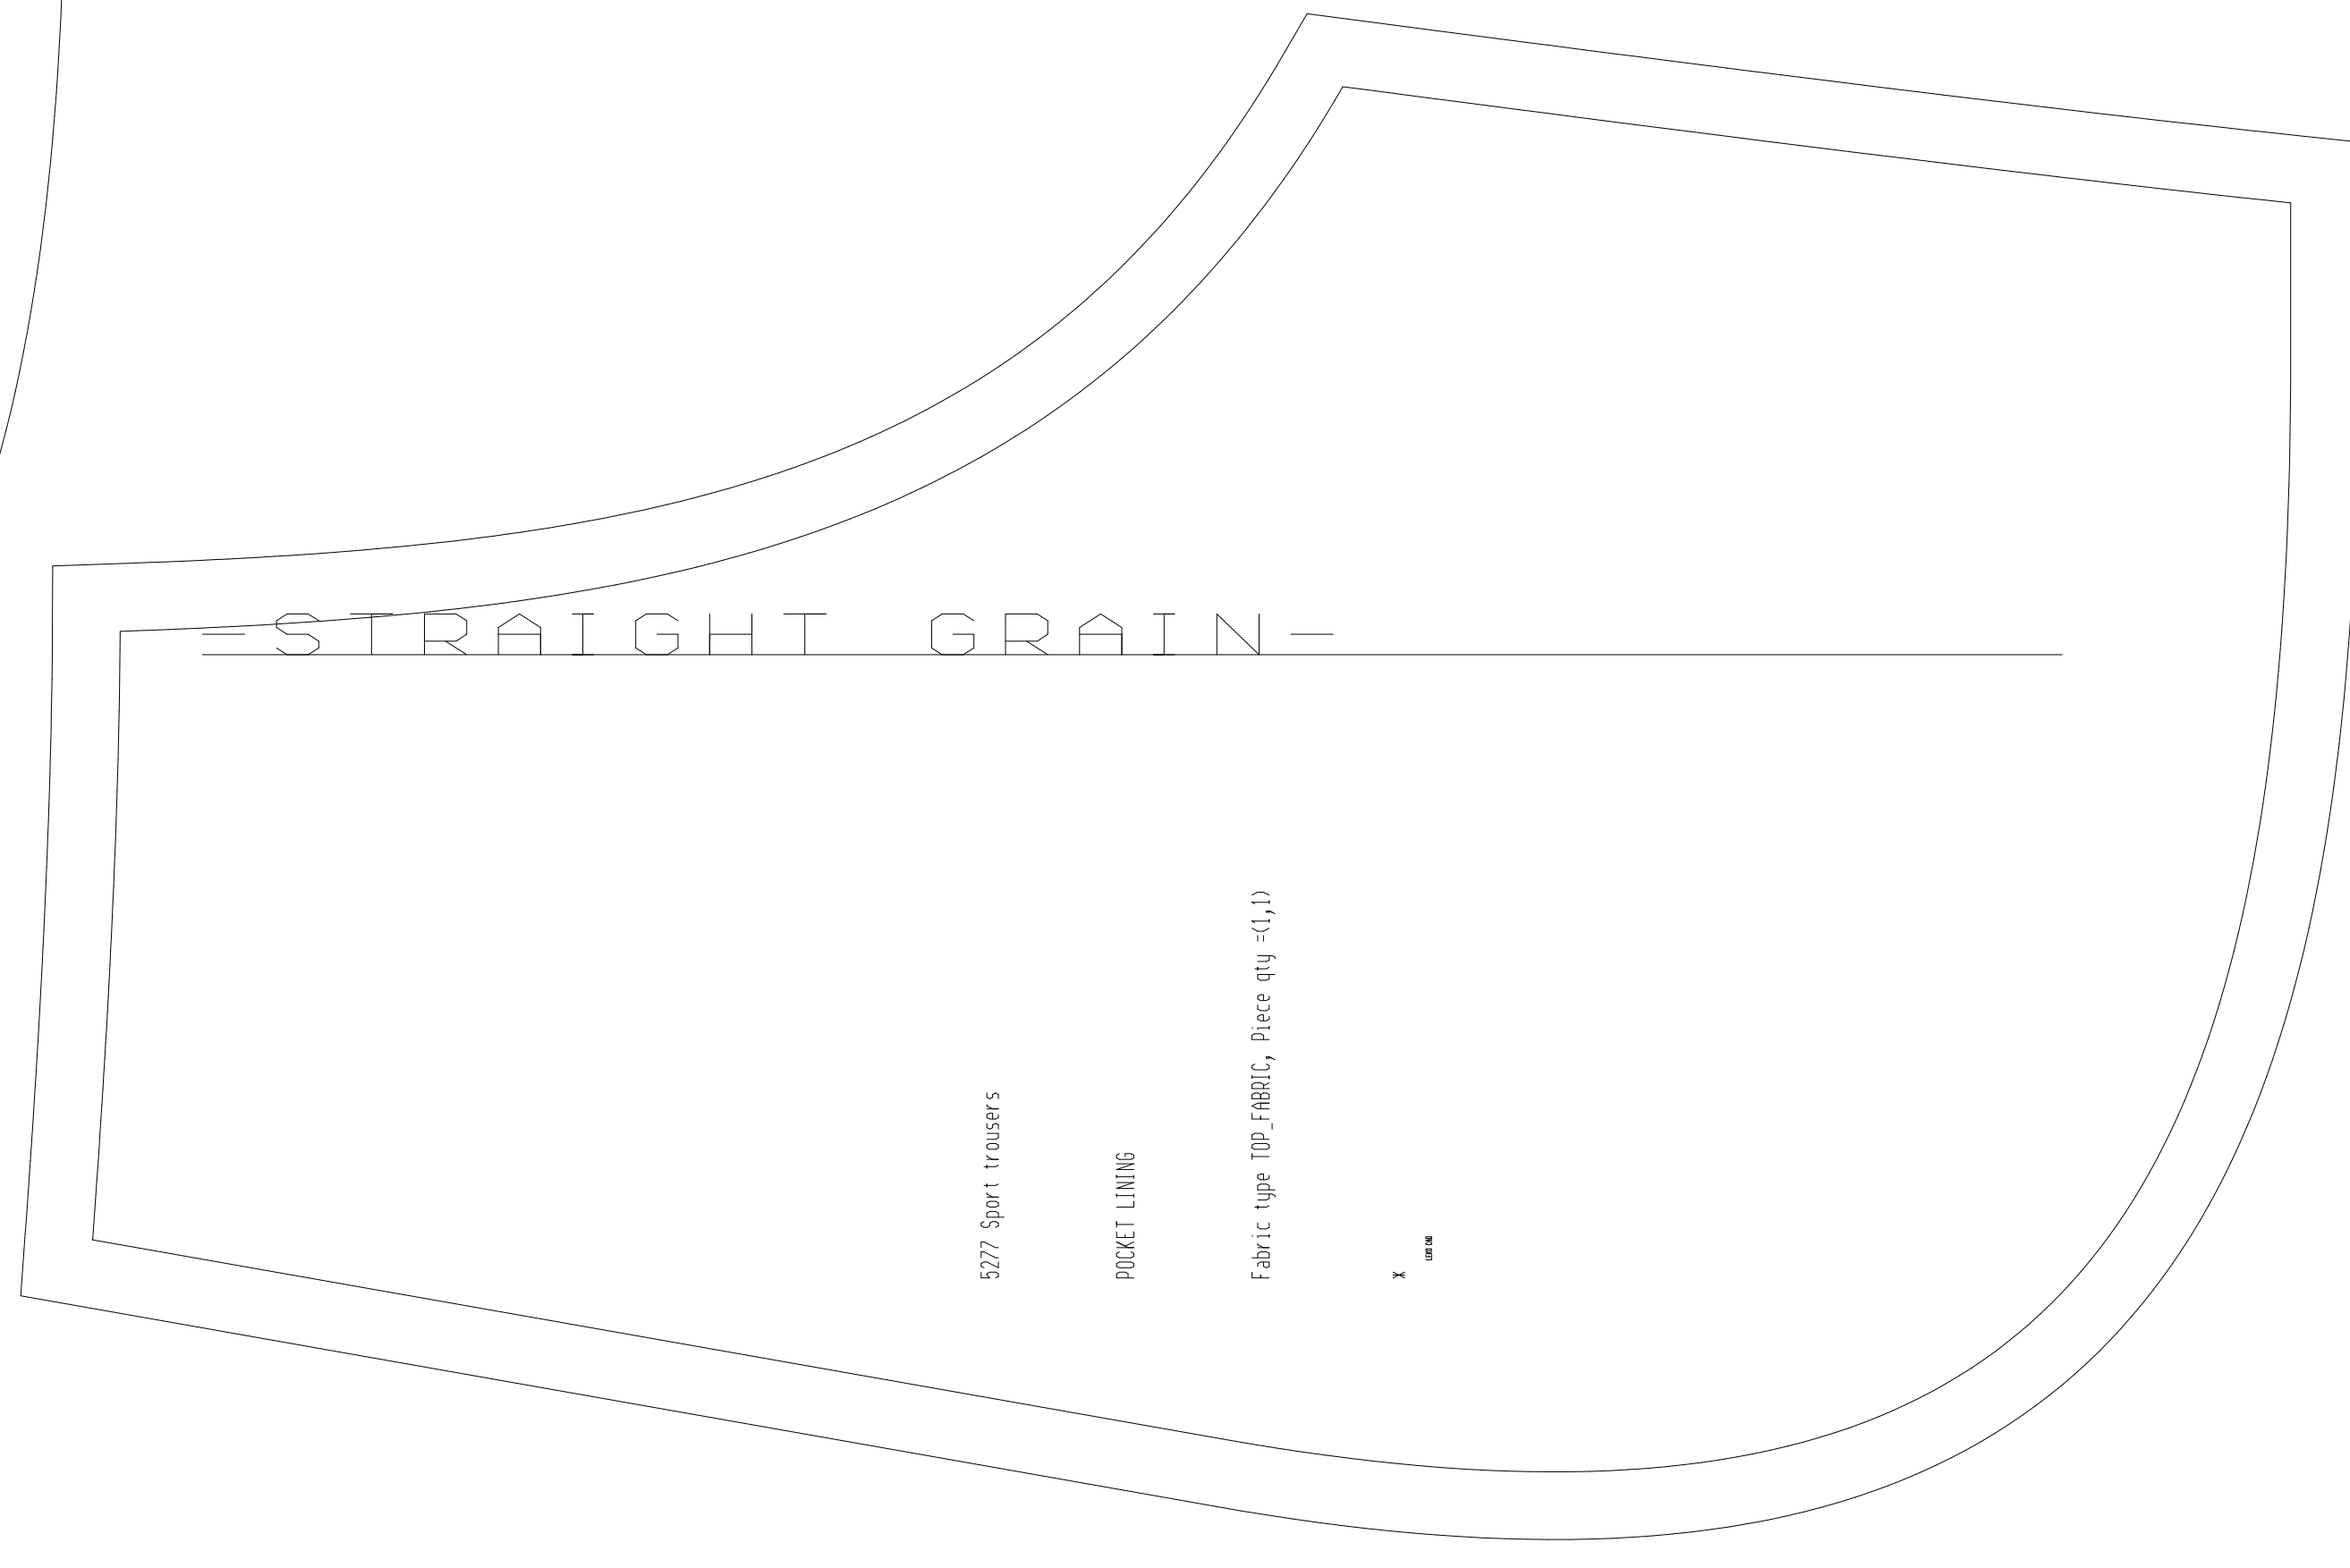 -STRAIGHT GRAIN-
5277 Sport trousers
POCKET LINING
Fabric type TOP_FABRIC, Piece qty =(1,1)
*